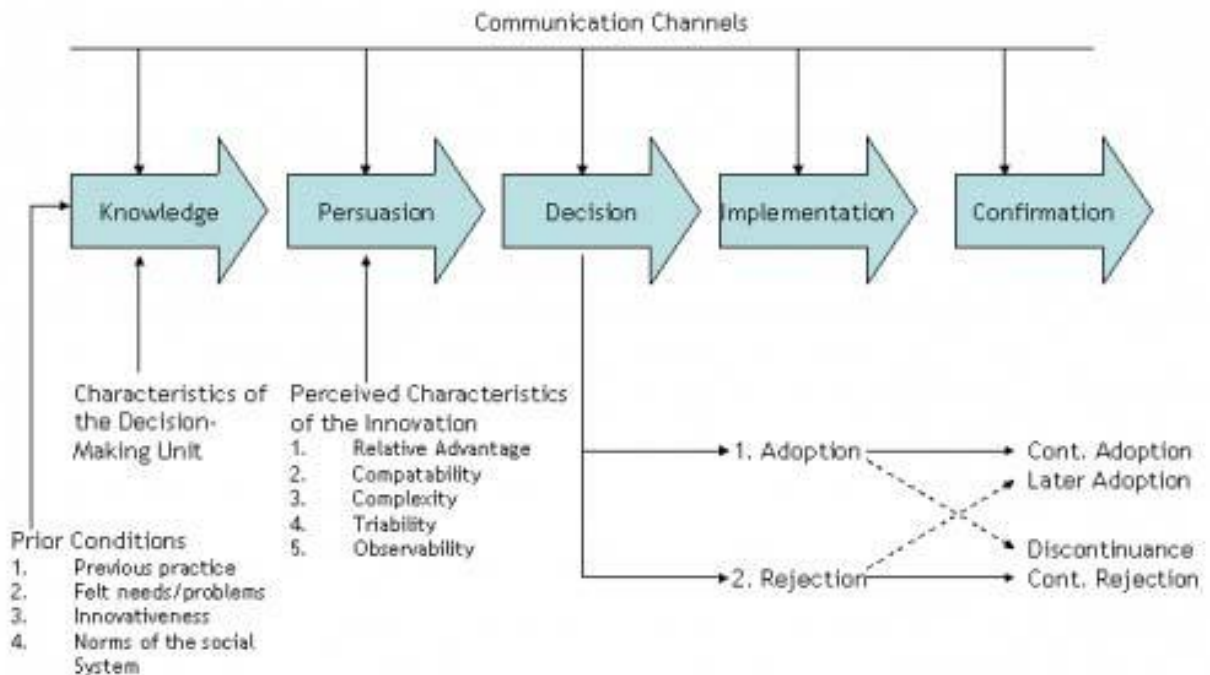 Communication Channels
Knowledge
Persuasion
Decision
Implementation
Confirmation
Characteristics of
the Decision-
Making Unit
Perceived Characteristics
of the Innovation
1. Relative Advantage
2. Compatability
3. Complexity
4. Triability
5. Observability
1. Adoption
Cont. Adoption
Later Adoption
Discontinuance
2. Rejection
Cont. Rejection
Prior Conditions
1. Previous practice
2. Felt needs/problems
3. Innovativeness
4. Norms of the social
System